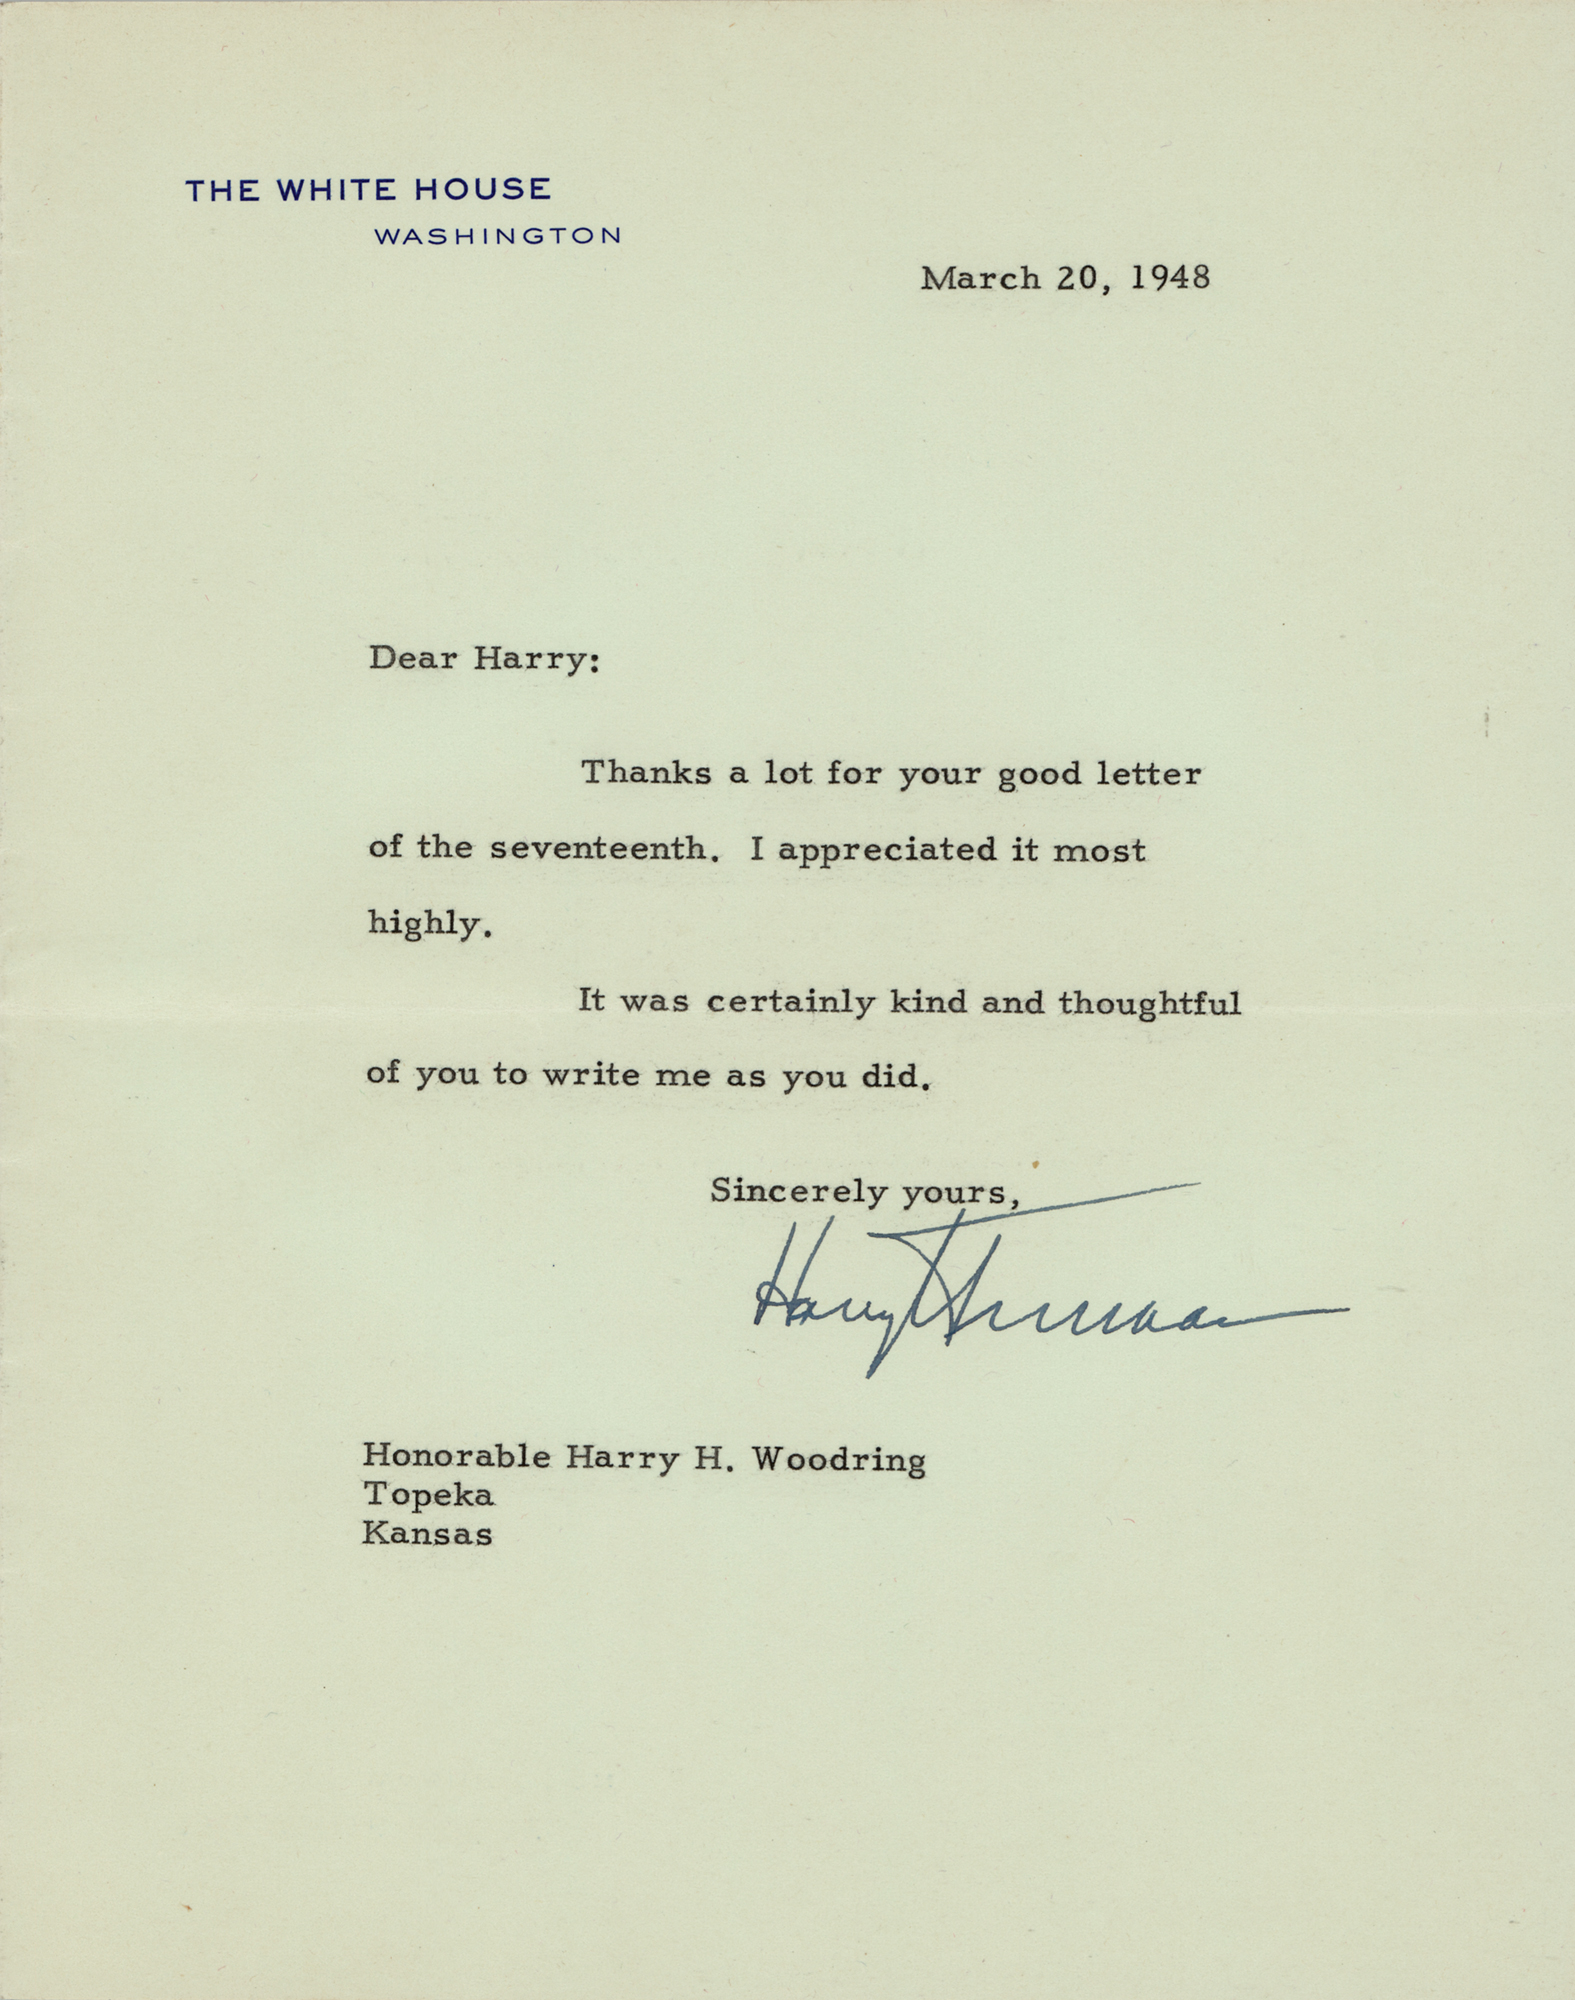 THE WHITE HOUSE
WASHINGTON
March 20, 1948
Dear Harry:
Thanks a lot for your good letter
of the seventeenth. I appreciated it most
highly.
It was certainly kind and thoughtful
of you to write me as you did.
Sincerely yours,
Harry Truman
Honorable Harry H. Woodring
Topeka
Kansas